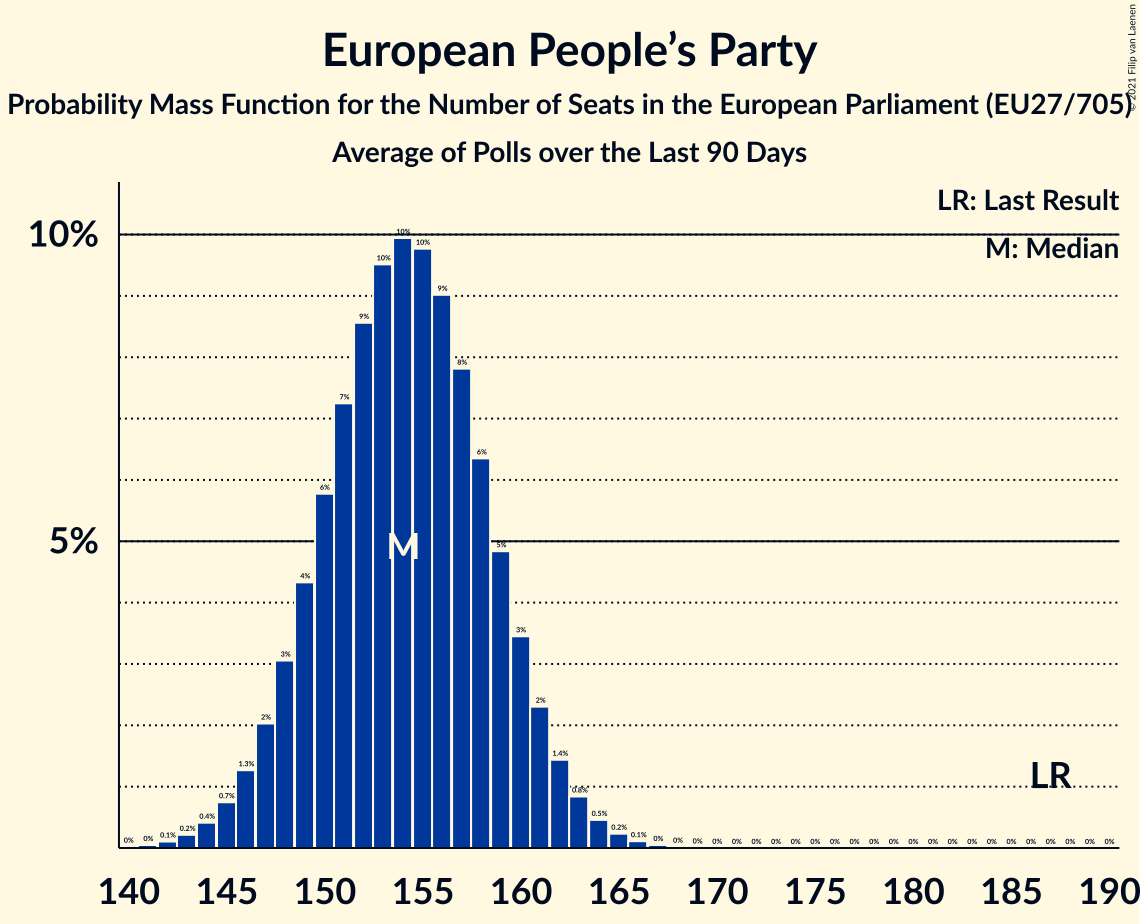 European People’s Party
Probability Mass Function for the Number of Seats in the European Parliament (EU27/705)
Average of Polls over the Last 90 Days
© 2021 Filip van Laenen
LR: Last Result
M: Median
10%
5%
0% 0% 0.1% 0.2% 0.4% 0.7% 1.3% 2% 3% 4% 6% 7% 9% 10% 10% 10% 9% 8% 6% 5% 3% 2% 1.4% 0.8% 0.5% 0.2% 0.1% 0% 0% 0% 0% 0% 0% 0% 0% 0% 0% 0% 0% 0% 0% 0% 0% 0% 0% 0% 0% 0% 0% 0% 0%
M
LR
140 145 150 155 160 165 170 175 180 185 190